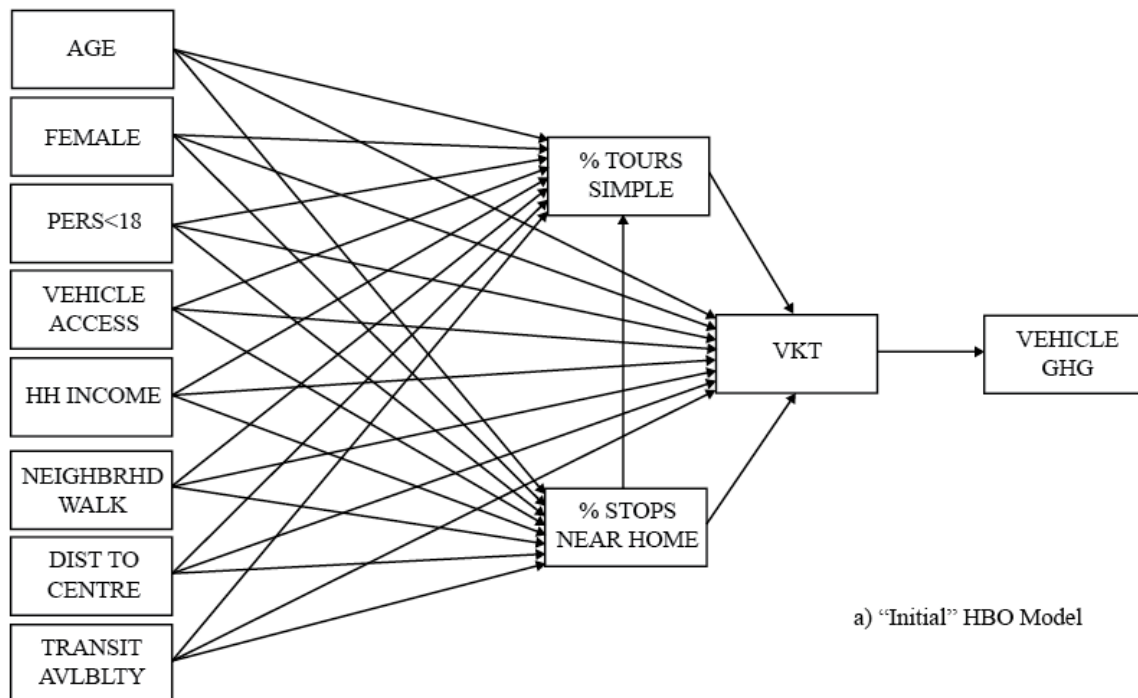 AGE
FEMALE
PERS<18
VEHICLE
ACCESS
HH INCOME
NEIGHBRHD
WALK
DIST TO
CENTRE
TRANSIT
AVLBLTY
% TOURS
SIMPLE
% STOPS
NEAR HOME
VKT
VEHICLE
GHG
a) “Initial” HBO Model